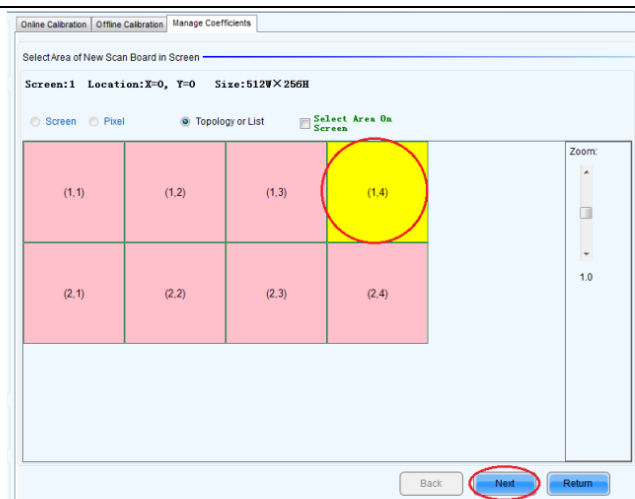 Online Calibration Offline Calibration Manage Coefficients
Select Area of New Scan Board in Screen
Screen:1 Location:X=0, Y=0 Size:512W×256H
Screen Pixel Topology or List Select Area On Screen
Zoom:
(1,1) (1,2) (1,3) (1,4)
(2,1) (2,2) (2,3) (2,4)
1.0
Back Next Return